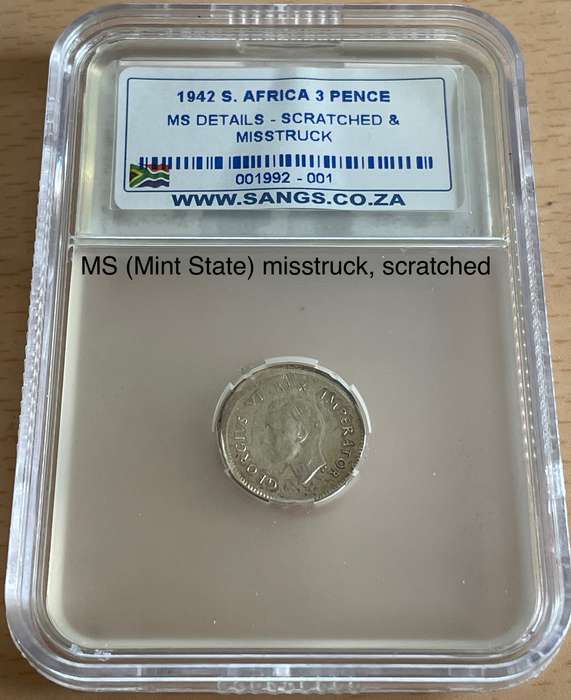 1942 S. AFRICA 3 PENCE
MS DETAILS - SCRATCHED &
MISSTRUCK
001992 - 001
WWW.SANGS.CO.ZA
MS (Mint State) misstruck, scratched
GEORGIVS VI REX IMPERATOR